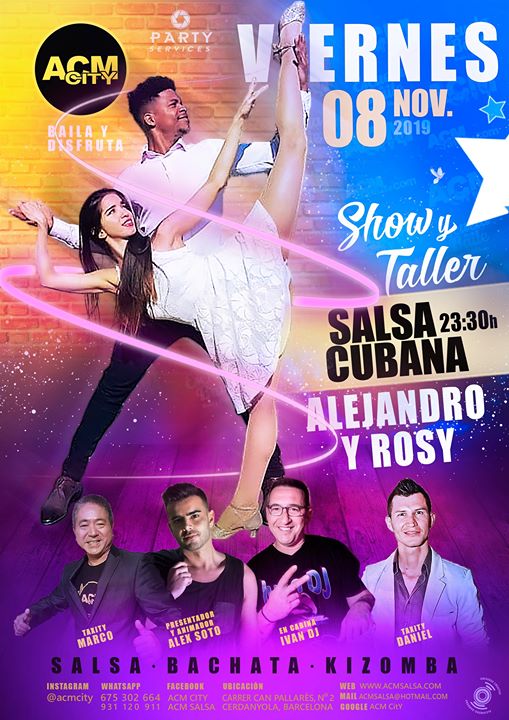 ACM
CITY
PARTY
SERVICES
BAILA Y
DISFRUTA
VIERNES
08 NOV.
2019
Show y
Taller
SALSA 23:30h
CUBANA
ALEJANDRO
Y ROSY
TAXITY
MARCO
PRESENTADOR
Y ANIMADOR
ALEX SOTO
EN CABINA
IVAN DJ
TAXITY
DANIEL
SALSA · BACHATA · KIZOMBA
INSTAGRAM
@acmcity
WHATSAPP
675 302 664
931 120 911
FACEBOOK
ACM CITY
ACM SALSA
UBICACIÓN
CARRER CAN PALLARÈS, Nº 2
CERDANYOLA, BARCELONA
WEB WWW.ACMSALSA.COM
MAIL ACMSALSA@HOTMAIL.COM
GOOGLE ACM CiTY